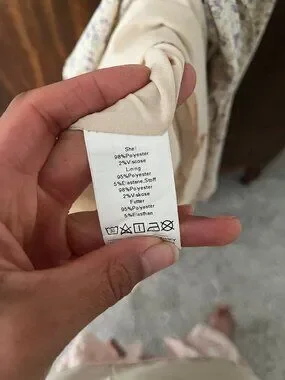 Shell
98%Polyester
2%Viscose
Lining
95%Polyester
5%Elastane,Stoff
98%Polyester
2%Viskose
Futter
95%Polyester
5%Elasthan